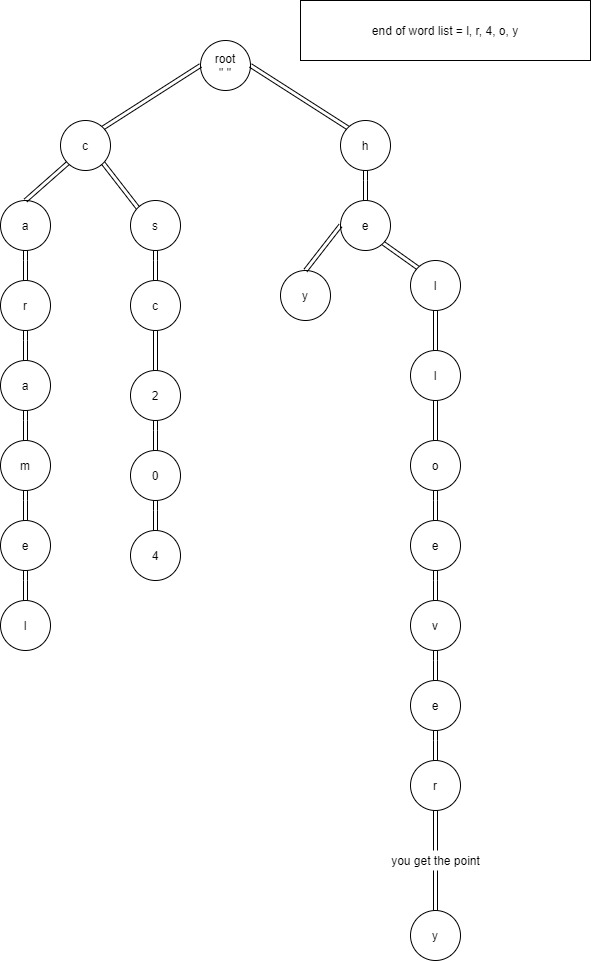 end of word list = l, r, 4, o, y
root
" "
c
h
a
s
e
r
c
y
l
a
2
l
m
0
o
e
4
e
l
v
e
r
you get the point
y